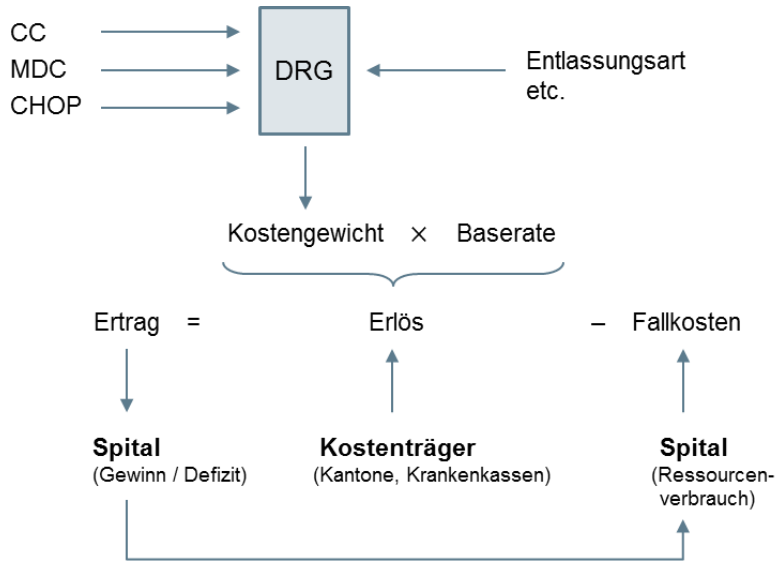 CC
MDC
CHOP
DRG
Entlassungsart
etc.
Kostengewicht × Baserate
Ertrag = Erlös – Fallkosten
Spital
(Gewinn / Defizit)
Kostenträger
(Kantone, Krankenkassen)
Spital
(Ressourcen-
verbrauch)